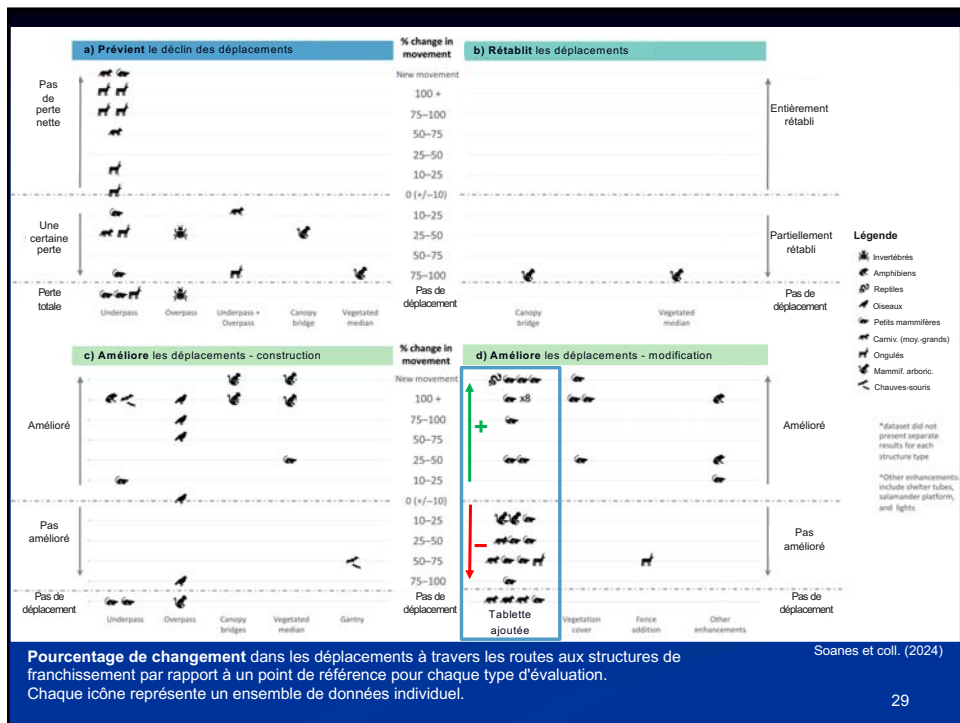 a) Prévient le déclin des déplacements
% change in
movement
b) Rétablit les déplacements
Pas
de
perte
nette
Une
certaine
perte
Perte
totale
New movement
100 +
75–100
50–75
25–50
10–25
0 (+/–10)
10–25
25–50
50–75
75–100
Pas de
déplacement
Underpass
Overpass
Underpass +
Overpass
Canopy
bridge
Vegetated
median
Entièrement
rétabli
Partiellement
rétabli
Pas de
déplacement
Canopy
bridge
Vegetated
median
Légende
Invertébrés
Amphibiens
Reptiles
Oiseaux
Petits mammifères
Carniv. (moy.-grands)
Ongulés
Mammif. arboric.
Chauves-souris
*dataset did not
present separate
results for each
structure type
*Other enhancements
include shelter tubes,
salamander platform,
and lights
c) Améliore les déplacements - construction
% change in
movement
d) Améliore les déplacements - modification
Amélioré
Pas
amélioré
Pas de
déplacement
New movement
100 +
75–100
50–75
25–50
10–25
0 (+/–10)
10–25
25–50
50–75
75–100
Pas de
déplacement
Underpass
Overpass
Canopy
bridges
Vegetated
median
Gantry
x8
+
–
Amélioré
Pas
amélioré
Pas de
déplacement
Tablette
ajoutée
Vegetation
cover
Fence
addition
Other
enhancements
Pourcentage de changement dans les déplacements à travers les routes aux structures de
franchissement par rapport à un point de référence pour chaque type d'évaluation.
Chaque icône représente un ensemble de données individuel.
Soanes et coll. (2024)
29